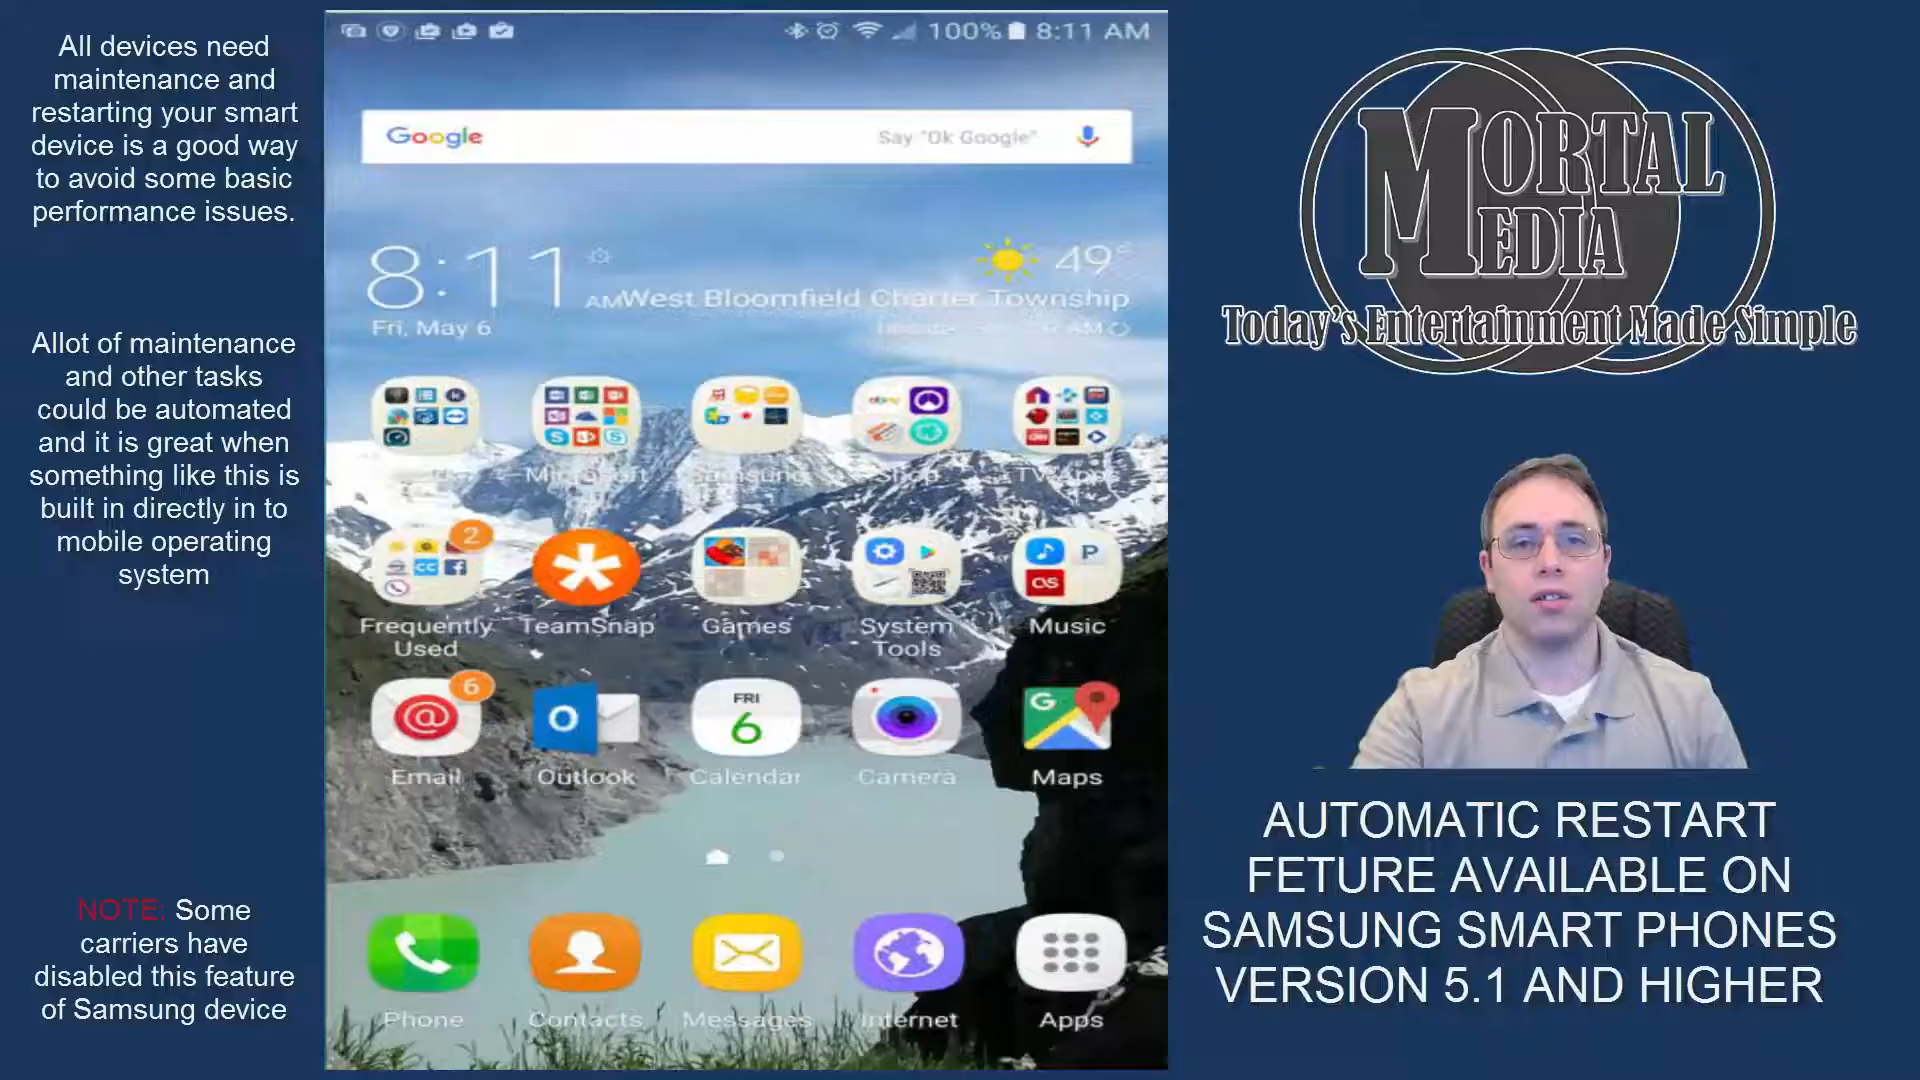 All devices need
maintenance and
restarting your smart
device is a good way
to avoid some basic
performance issues.
Allot of maintenance
and other tasks
could be automated
and it is great when
something like this is
built in directly in to
mobile operating
system
NOTE: Some
carriers have
disabled this feature
of Samsung device
100% 8:11 AM
Google Say "Ok Google"
8:11 AM
49°
West Bloomfield Charter Township
Fri, May 6
AM
Microsoft Samsung Shop TV Apps
2
Frequently Used
TeamSnap
Games
System Tools
Music
6
FRI
6
Email Outlook Calendar Camera Maps
Phone Contacts Messages Internet Apps
MORTAL
MEDIA
Today's Entertainment Made Simple
AUTOMATIC RESTART
FETURE AVAILABLE ON
SAMSUNG SMART PHONES
VERSION 5.1 AND HIGHER